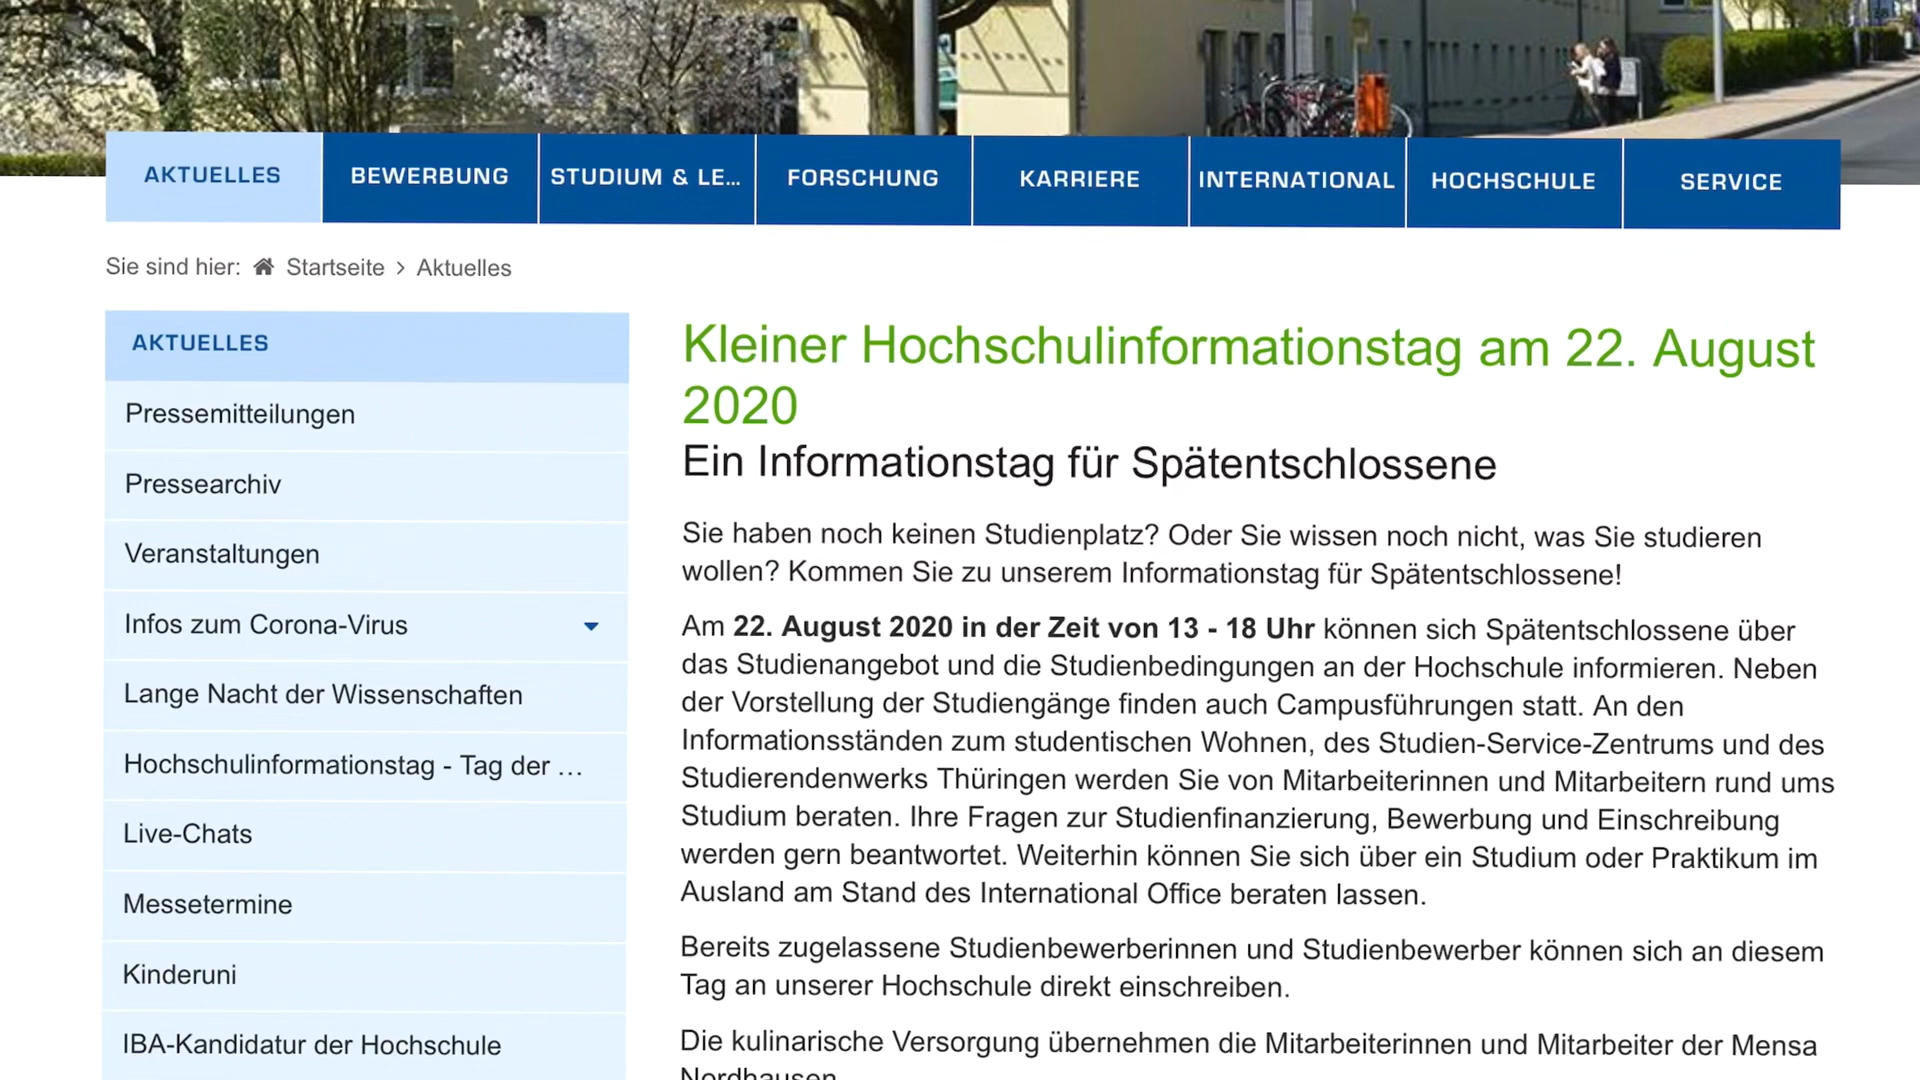 AKTUELLES
BEWERBUNG
STUDIUM & LE...
FORSCHUNG
KARRIERE
INTERNATIONAL
HOCHSCHULE
SERVICE
Sie sind hier: Startseite > Aktuelles
AKTUELLES
Pressemitteilungen
Pressearchiv
Veranstaltungen
Infos zum Corona-Virus
Lange Nacht der Wissenschaften
Hochschulinformationstag - Tag der ...
Live-Chats
Messetermine
Kinderuni
IBA-Kandidatur der Hochschule
Kleiner Hochschulinformationstag am 22. August
2020
Ein Informationstag für Spätentschlossene
Sie haben noch keinen Studienplatz? Oder Sie wissen noch nicht, was Sie studieren
wollen? Kommen Sie zu unserem Informationstag für Spätentschlossene!
Am 22. August 2020 in der Zeit von 13 - 18 Uhr können sich Spätentschlossene über
das Studienangebot und die Studienbedingungen an der Hochschule informieren. Neben
der Vorstellung der Studiengänge finden auch Campusführungen statt. An den
Informationsständen zum studentischen Wohnen, des Studien-Service-Zentrums und des
Studierendenwerks Thüringen werden Sie von Mitarbeiterinnen und Mitarbeitern rund ums
Studium beraten. Ihre Fragen zur Studienfinanzierung, Bewerbung und Einschreibung
werden gern beantwortet. Weiterhin können Sie sich über ein Studium oder Praktikum im
Ausland am Stand des International Office beraten lassen.
Bereits zugelassene Studienbewerberinnen und Studienbewerber können sich an diesem
Tag an unserer Hochschule direkt einschreiben.
Die kulinarische Versorgung übernehmen die Mitarbeiterinnen und Mitarbeiter der Mensa
Nordhausen